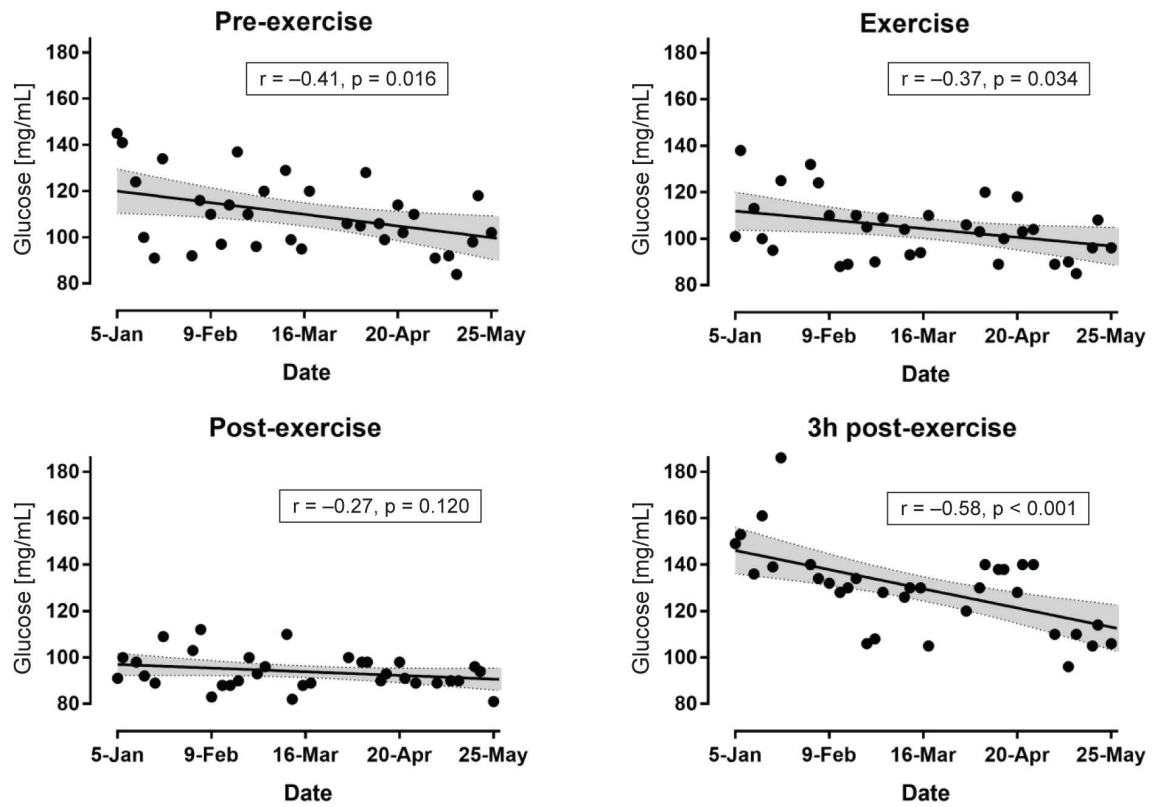 Pre-exercise
Glucose [mg/mL]
180
160
140
120
100
80
r = –0.41, p = 0.016
5-Jan 9-Feb 16-Mar 20-Apr 25-May
Date
Exercise
Glucose [mg/mL]
180
160
140
120
100
80
r = –0.37, p = 0.034
5-Jan 9-Feb 16-Mar 20-Apr 25-May
Date
Post-exercise
Glucose [mg/mL]
180
160
140
120
100
80
r = –0.27, p = 0.120
5-Jan 9-Feb 16-Mar 20-Apr 25-May
Date
3h post-exercise
Glucose [mg/mL]
180
160
140
120
100
80
r = –0.58, p < 0.001
5-Jan 9-Feb 16-Mar 20-Apr 25-May
Date